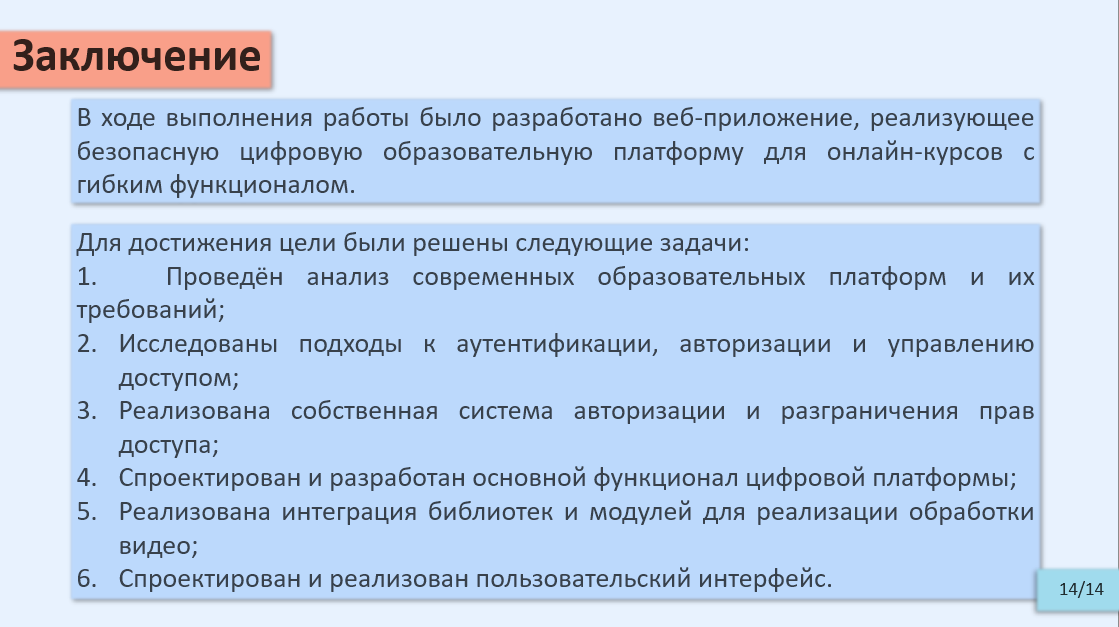 Заключение
В ходе выполнения работы было разработано веб-приложение, реализующее
безопасную цифровую образовательную платформу для онлайн-курсов с
гибким функционалом.
Для достижения цели были решены следующие задачи:
1. Проведён анализ современных образовательных платформ и их
требований;
2. Исследованы подходы к аутентификации, авторизации и управлению
доступом;
3. Реализована собственная система авторизации и разграничения прав
доступа;
4. Спроектирован и разработан основной функционал цифровой платформы;
5. Реализована интеграция библиотек и модулей для реализации обработки
видео;
6. Спроектирован и реализован пользовательский интерфейс.
14/14